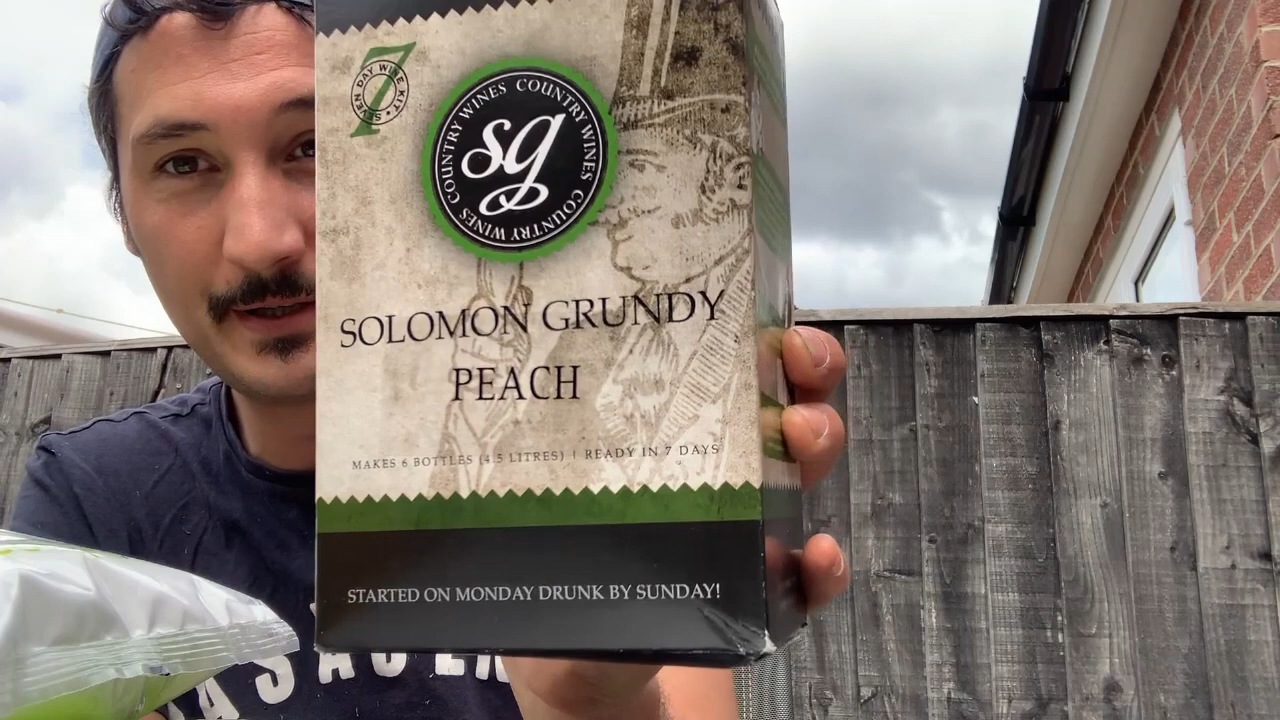 7
SEVEN DAY WINE KIT •
COUNTRY WINES COUNTRY WINES COUNTRY WINES
sg
SOLOMON GRUNDY
PEACH
MAKES 6 BOTTLES (4.5 LITRES) | READY IN 7 DAYS
STARTED ON MONDAY DRUNK BY SUNDAY!